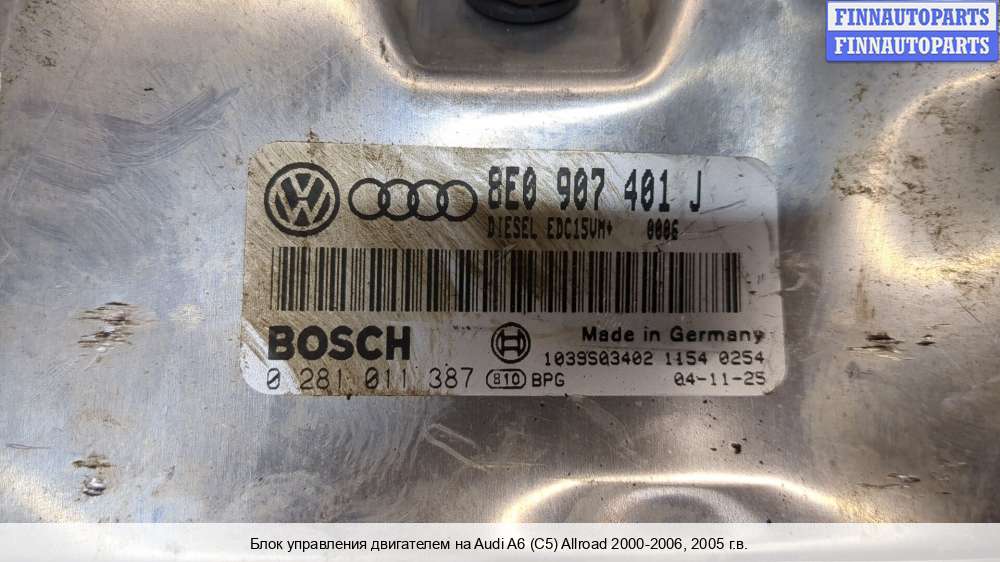 FINNAUTOPARTS
FINNAUTOPARTS
8E0 907 401 J
DIESEL EDC15VM+ 0006
BOSCH
Made in Germany
1039S03402 1154 0254
0 281 011 387 810 BPG 04-11-25
Блок управления двигателем на Audi A6 (C5) Allroad 2000-2006, 2005 г.в.